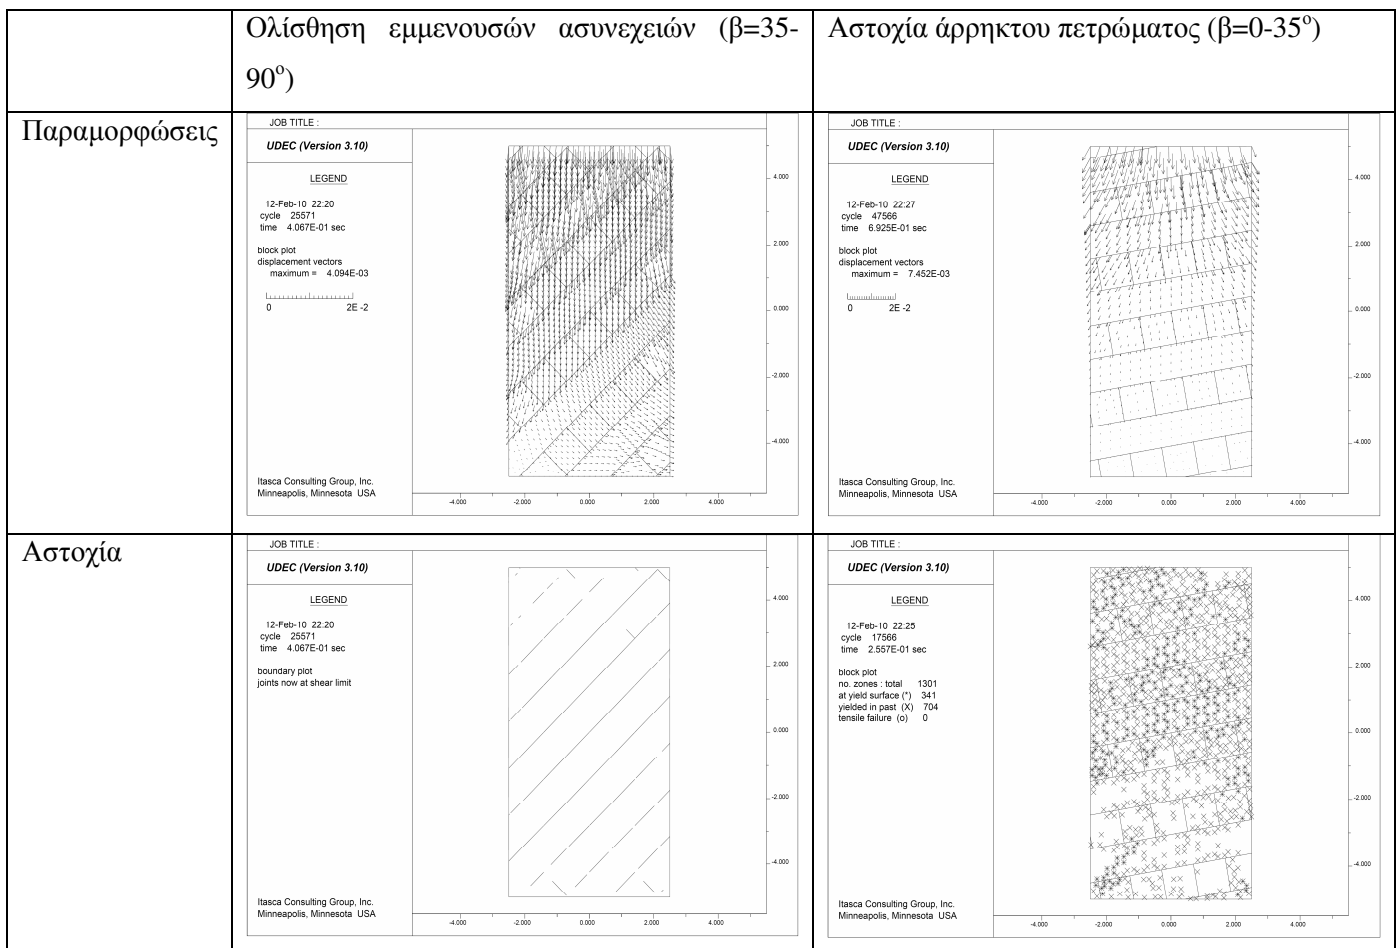 Ολίσθηση εμμενουσών ασυνεχειών (β=35-
90º)
Αστοχία άρρηκτου πετρώματος (β=0-35º)
Παραμορφώσεις
JOB TITLE :
UDEC (Version 3.10)
LEGEND
12-Feb-10 22:20
cycle 25571
time 4.067E-01 sec
block plot
displacement vectors
maximum = 4.094E-03
0 2E -2
Itasca Consulting Group, Inc.
Minneapolis, Minnesota USA
4.000
2.000
0.000
-2.000
-4.000
-4.000 -2.000 0.000 2.000 4.000
JOB TITLE :
UDEC (Version 3.10)
LEGEND
12-Feb-10 22:27
cycle 47566
time 6.925E-01 sec
block plot
displacement vectors
maximum = 7.452E-03
0 2E -2
Itasca Consulting Group, Inc.
Minneapolis, Minnesota USA
4.000
2.000
0.000
-2.000
-4.000
-4.000 -2.000 0.000 2.000 4.000
Αστοχία
JOB TITLE :
UDEC (Version 3.10)
LEGEND
12-Feb-10 22:20
cycle 25571
time 4.067E-01 sec
boundary plot
joints now at shear limit
Itasca Consulting Group, Inc.
Minneapolis, Minnesota USA
4.000
2.000
0.000
-2.000
-4.000
-4.000 -2.000 0.000 2.000 4.000
JOB TITLE :
UDEC (Version 3.10)
LEGEND
12-Feb-10 22:25
cycle 17566
time 2.557E-01 sec
block plot
no. zones : total 1301
at yield surface (*) 341
yielded in past (X) 704
tensile failure (o) 0
Itasca Consulting Group, Inc.
Minneapolis, Minnesota USA
4.000
2.000
0.000
-2.000
-4.000
-4.000 -2.000 0.000 2.000 4.000